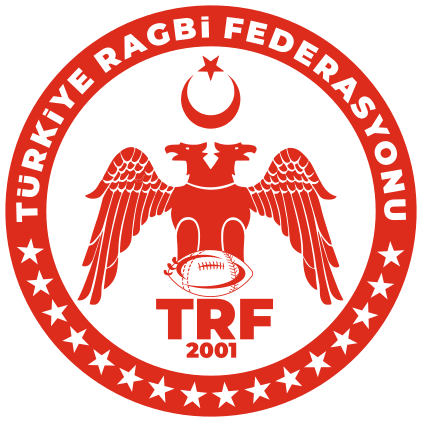 TÜRKİYE RAGBİ FEDERASYONU
TRF
2001